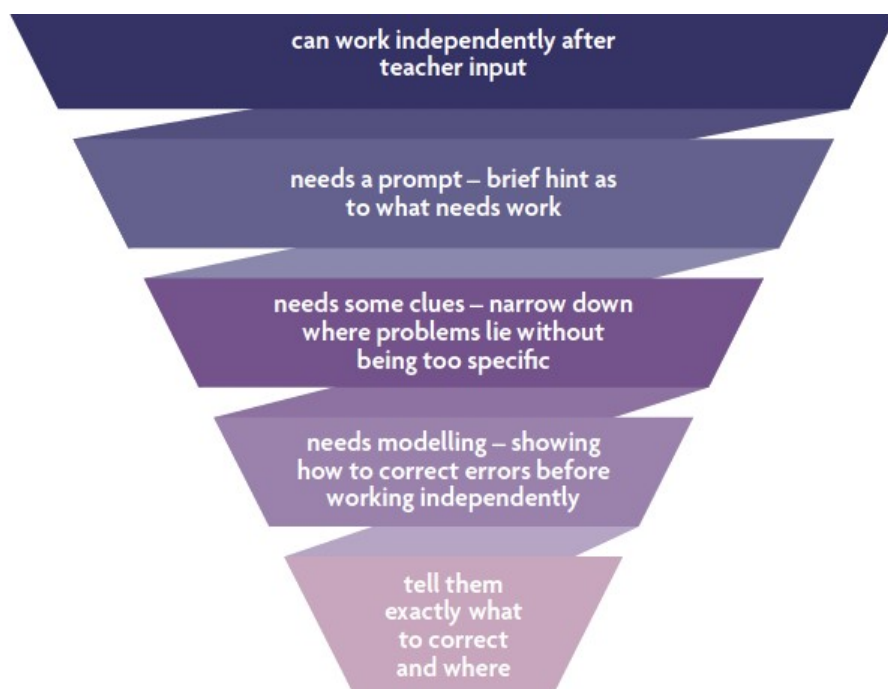 can work independently after
teacher input
needs a prompt – brief hint as
to what needs work
needs some clues – narrow down
where problems lie without
being too specific
needs modelling – showing
how to correct errors before
working independently
tell them
exactly what
to correct
and where